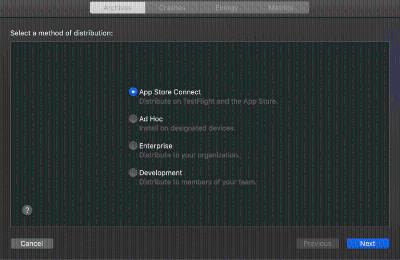 Archives Crashes Energy Metrics
Select a method of distribution:
App Store Connect
Distribute on TestFlight and the App Store.
Ad Hoc
Install on designated devices.
Enterprise
Distribute to your organization.
Development
Distribute to members of your team.
?
Cancel Previous Next